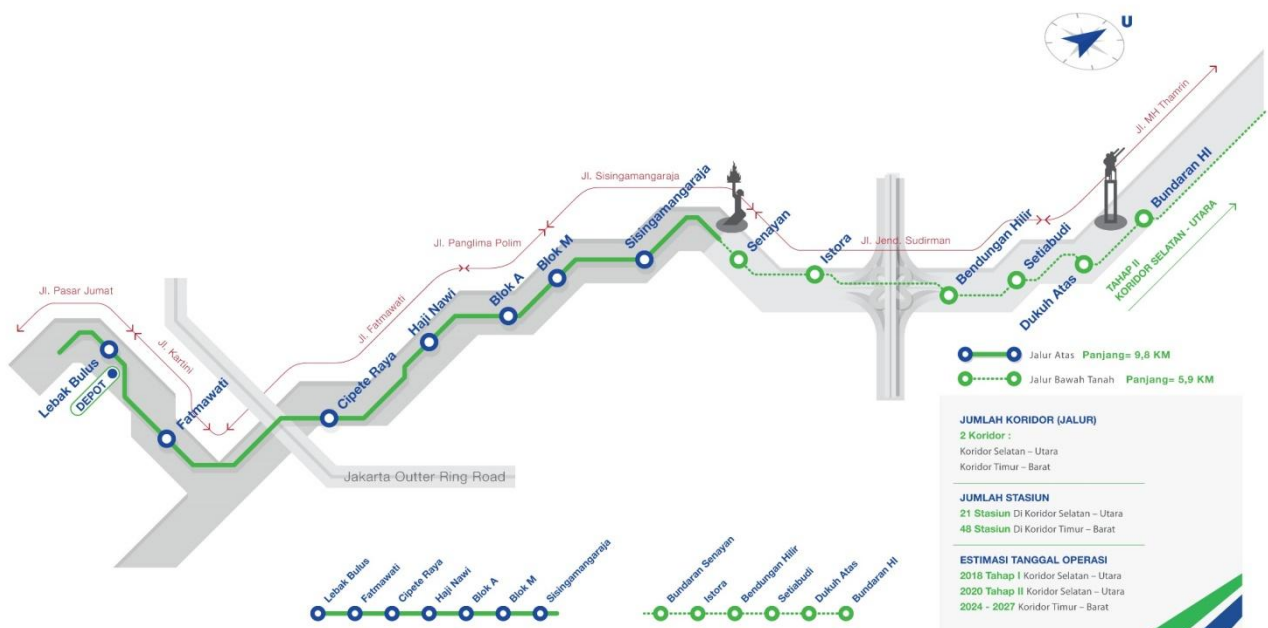 U
Jl. MH Thamrin
Jl. Sisingamangaraja
Jl. Panglima Polim
Jl. Jend. Sudirman
Jl. Pasar Jumat
Jl. Kartini
Jl. Fatmawati
Lebak Bulus
DEPOT
Fatmawati
Cipete Raya
Haji Nawi
Blok A
Blok M
Sisingamangaraja
Senayan
Istora
Bendungan Hilir
Setiabudi
Dukuh Atas
Bundaran HI
TAHAP II
KORIDOR SELATAN - UTARA
Jakarta Outter Ring Road
Jalur Atas Panjang= 9,8 KM
Jalur Bawah Tanah Panjang= 5,9 KM
JUMLAH KORIDOR (JALUR)
2 Koridor :
Koridor Selatan – Utara
Koridor Timur – Barat
JUMLAH STASIUN
21 Stasiun Di Koridor Selatan – Utara
48 Stasiun Di Koridor Timur – Barat
ESTIMASI TANGGAL OPERASI
2018 Tahap I Koridor Selatan – Utara
2020 Tahap II Koridor Selatan – Utara
2024 - 2027 Koridor Timur – Barat
Lebak Bulus
Fatmawati
Cipete Raya
Haji Nawi
Blok A
Blok M
Sisingamangaraja
Bundaran Senayan
Istora
Bendungan Hilir
Setiabudi
Dukuh Atas
Bundaran HI